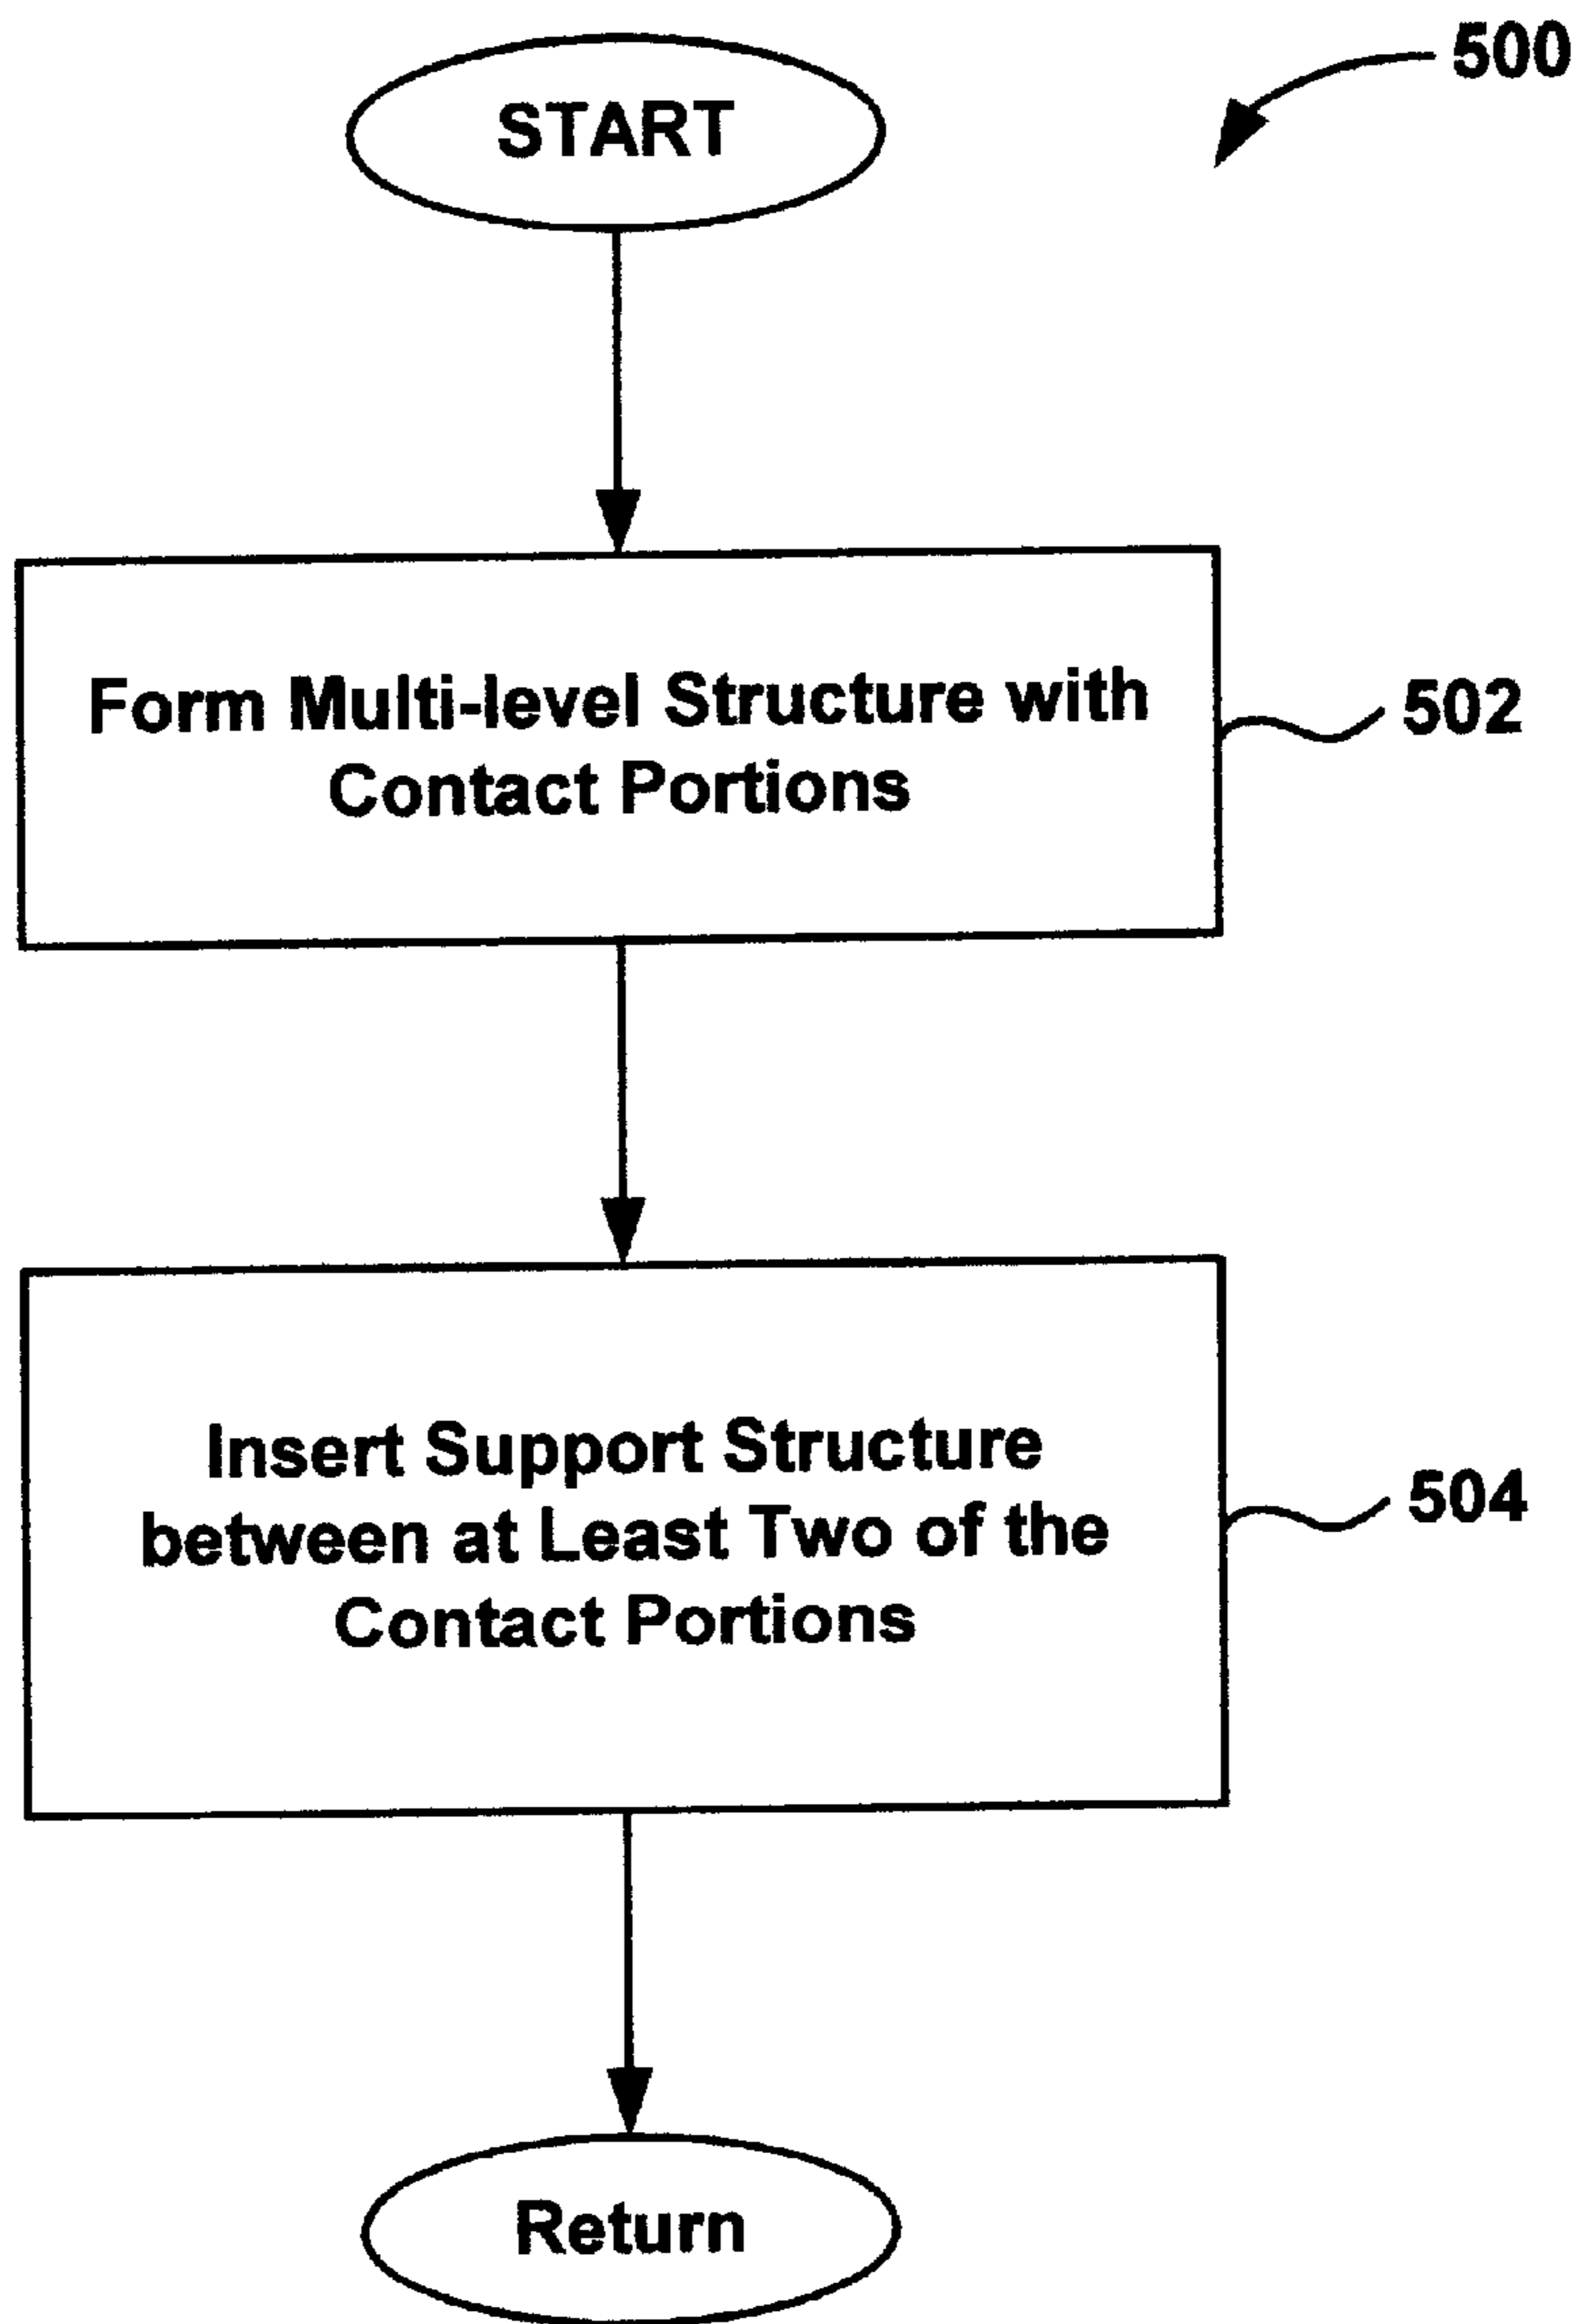 START
500
Form Multi-level Structure with
Contact Portions
502
Insert Support Structure
between at Least Two of the
Contact Portions
504
Return